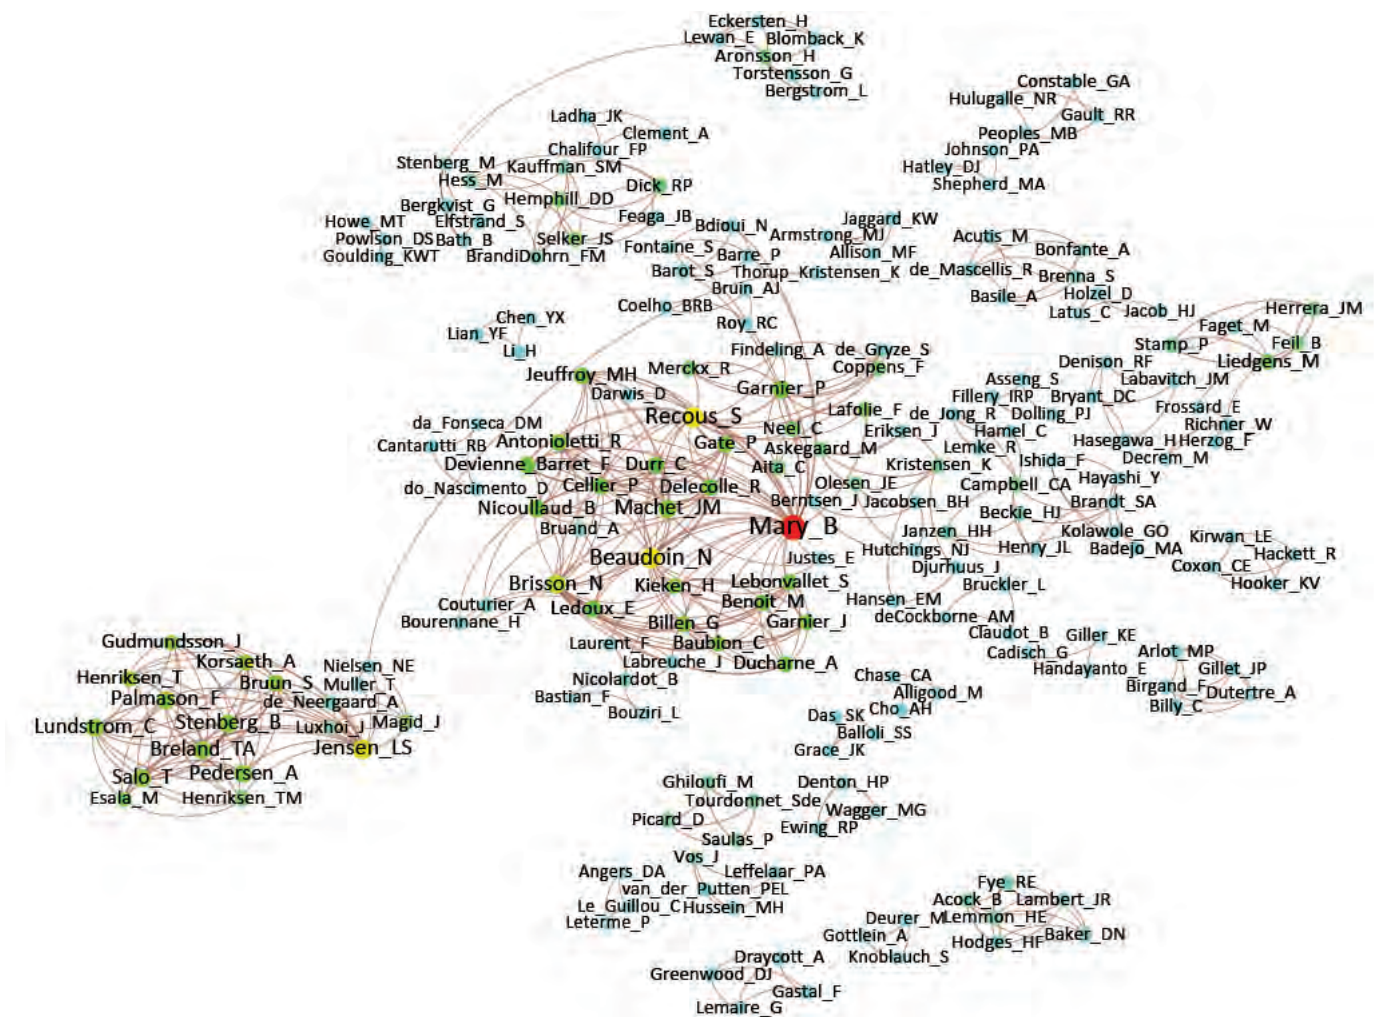 Eckersten_H
Lewan_E
Blomback_K
Aronsson_H
Torstensson_G
Bergstrom_L
Constable_GA
Hulugalle_NR
Gault_RR
Peoples_MB
Johnson_PA
Hatley_DJ
Shepherd_MA
Ladha_JK
Clement_A
Chalifour_FP
Stenberg_M
Kauffman_SM
Hess_M
Dick_RP
Hemphill_DD
Bergkvist_G
Elfstrand_S
Feaga_JB
Howe_MT
Powlson_DS
Bath_B
Goulding_KWT
Selker_JS
BrandiDohrn_FM
Bdioui_N
Fontaine_S
Barre_P
Barot_S
Jaggard_KW
Armstrong_MJ
Allison_MF
Thorup_Kristensen_K
Bruin_AJ
Coelho_BRB
Roy_RC
Acutis_M
Bonfante_A
de_Mascellis_R
Brenna_S
Basile_A
Holzel_D
Latus_C
Jacob_HJ
Herrera_JM
Faget_M
Stamp_P
Feil_B
Liedgens_M
Chen_YX
Lian_YF
Li_H
Findeling_A
de_Gryze_S
Merckx_R
Coppens_F
Jeuffroy_MH
Darwis_D
Garnier_P
Denison_RF
Labavitch_JM
Asseng_S
Fillery_IRP
Bryant_DC
Frossard_E
Richner_W
Recous_S
Lafolie_F
de_Jong_R
Dolling_PJ
da_Fonseca_DM
Neel_C
Eriksen_J
Hamel_C
Hasegawa_H
Herzog_F
Cantarutti_RB
Antonioletti_R
Gate_P
Askegaard_M
Lemke_R
Decrem_M
Devienne_Barret_F
Durr_C
Aita_C
Kristensen_K
Ishida_F
Hayashi_Y
do_Nascimento_D
Cellier_P
Delecolle_R
Olesen_JE
Campbell_CA
Nicoullaud_B
Machet_JM
Berntsen_J
Jacobsen_BH
Brandt_SA
Bruand_A
Mary_B
Beckie_HJ
Janzen_HH
Kolawole_GO
Kirwan_LE
Beaudoin_N
Justes_E
Hutchings_NJ
Henry_JL
Badejo_MA
Hackett_R
Djurhuus_J
Coxon_CE
Brisson_N
Kieken_H
Lebonvallet_S
Bruckler_L
Hooker_KV
Couturier_A
Ledoux_E
Benoit_M
Hansen_EM
Bourennane_H
Billen_G
Garnier_J
deCockborne_AM
Laurent_F
Baubion_C
Claudot_B
Giller_KE
Labreuche_J
Ducharne_A
Cadisch_G
Handayanto_E
Arlot_MP
Gillet_JP
Nicolardot_B
Birgand_F
Dutertre_A
Bastian_F
Billy_C
Bouziri_L
Gudmundsson_J
Korsaeth_A
Nielsen_NE
Henriksen_T
Bruun_S
Muller_T
Palmason_F
de_Neergaard_A
Lundstrom_C
Stenberg_B
Luxhoi_J
Magid_J
Breland_TA
Jensen_LS
Salo_T
Pedersen_A
Esala_M
Henriksen_TM
Chase_CA
Alligood_M
Cho_AH
Das_SK
Balloli_SS
Grace_JK
Ghiloufi_M
Denton_HP
Tourdonnet_Sde
Wagger_MG
Picard_D
Ewing_RP
Saulas_P
Vos_J
Angers_DA
Leffelaar_PA
van_der_Putten_PEL
Le_Guillou_C
Hussein_MH
Leterme_P
Fye_RE
Acock_B
Lambert_JR
Deurer_M
Lemmon_HE
Gottlein_A
Hodges_HF
Baker_DN
Knoblauch_S
Draycott_A
Greenwood_DJ
Gastal_F
Lemaire_G